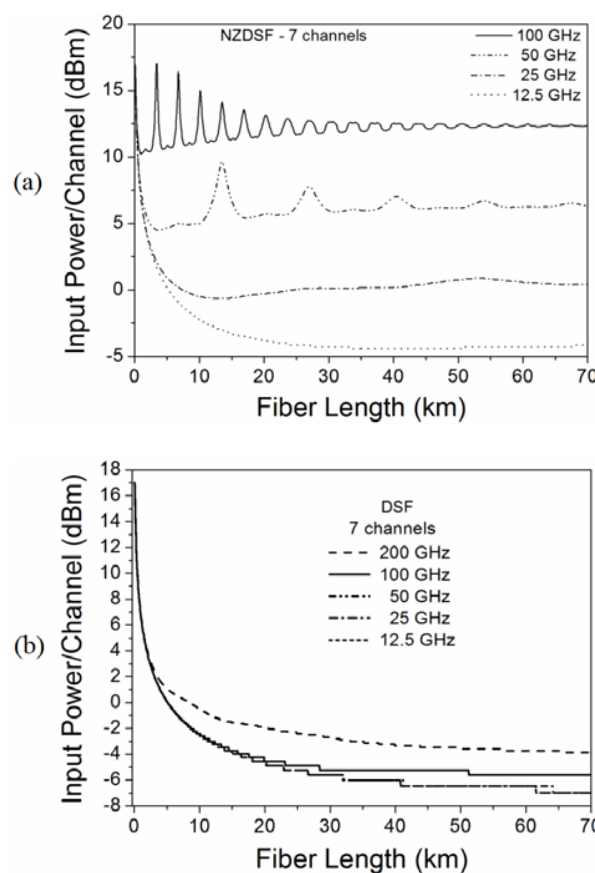 (a)
Input Power/Channel (dBm)
20
15
10
5
0
-5
NZDSF - 7 channels
100 GHz
50 GHz
25 GHz
12.5 GHz
0 10 20 30 40 50 60 70
Fiber Length (km)
(b)
Input Power/Channel (dBm)
18
16
14
12
10
8
6
4
2
0
-2
-4
-6
-8
DSF
7 channels
200 GHz
100 GHz
50 GHz
25 GHz
12.5 GHz
0 10 20 30 40 50 60 70
Fiber Length (km)